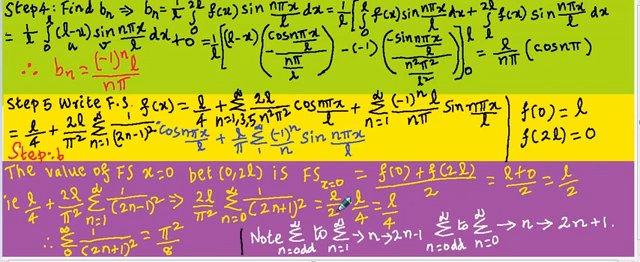 Step4: Find bn ⇒ bn = 1/l ∫₀^2l f(x) sin nπx/l dx = 1/l [∫₀^l f(x) sin nπx/l dx + ∫_l^2l f(x) sin nπx/l dx
= 1/l ∫₀^l (l-x) sin nπx/l dx + 0 = 1/l [(l-x) (-cos nπx/l / nπ/l) - (-1) (-sin nπx/l / n²π²/l²)]₀^l = l/nπ (cos nπ)
∴ bn = (-1)^n l / nπ
Step 5 Write F.S. f(x) = l/4 + Σ_{n=1,3,5}^∞ 2l/n²π² cos nπx/l + Σ_{n=1}^∞ (-1)^n l/nπ sin nπx/l
f(0) = l
= l/4 + 2l/π² Σ_{n=1}^∞ 1/(2n-1)² cos nπx/l + l/π Σ_1^∞ (-1)^n/n sin nπx/l
f(2l) = 0
Step:6
The value of FS x=0 bet (0,2l) is FS_{x=0} = f(0)+f(2l)/2 = l+0/2 = l/2
ie l/4 + 2l/π² Σ_{n=1}^∞ 1/(2n-1)² ⇒ 2l/π² Σ_{n=0}^∞ 1/(2n+1)² = l/2 - l/4 = l/4
∴ Σ_0^∞ 1/(2n+1)² = π²/8
Note Σ_{n=odd}^∞ to Σ_{n=1}^∞ → n → 2n-1 Σ_{n=odd}^∞ to Σ_{n=0}^∞ → n → 2n+1.